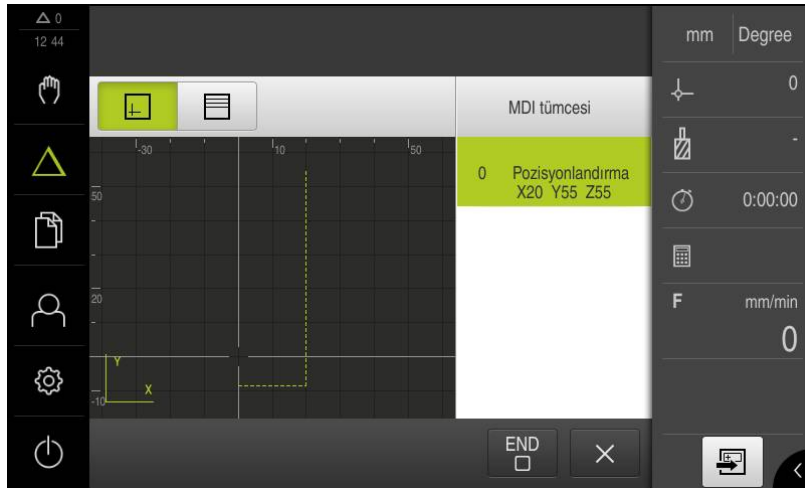 0
12 44
mm Degree
0
MDI tümcesi
-30 10 50
50
0 Pozisyonlandırma
X20 Y55 Z55
-
0:00:00
20
F mm/min
0
Y
X
-10
END